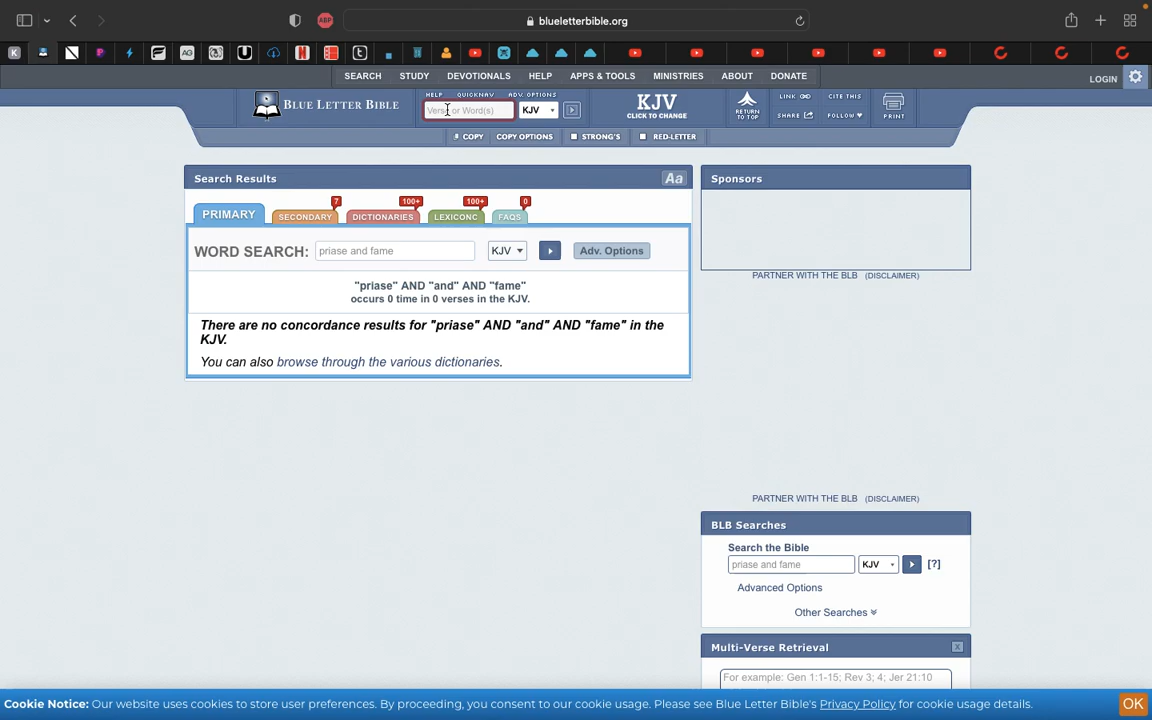 blueletterbible.org
SEARCH STUDY DEVOTIONALS HELP APPS & TOOLS MINISTRIES ABOUT DONATE LOGIN
HELP QUICKNAV ADV. OPTIONS
BLUE LETTER BIBLE
Verse or Word(s)
KJV
KJV
CLICK TO CHANGE
RETURN
TO TOP
LINK CITE THIS
SHARE FOLLOW
PRINT
COPY COPY OPTIONS STRONG'S RED-LETTER
Search Results
Aa
PRIMARY
SECONDARY 7
DICTIONARIES 100+
LEXICONC 100+
FAQS 0
WORD SEARCH: priase and fame KJV Adv. Options
"priase" AND "and" AND "fame"
occurs 0 time in 0 verses in the KJV.
There are no concordance results for "priase" AND "and" AND "fame" in the
KJV.
You can also browse through the various dictionaries.
Sponsors
PARTNER WITH THE BLB (DISCLAIMER)
PARTNER WITH THE BLB (DISCLAIMER)
BLB Searches
Search the Bible
priase and fame KJV [?]
Advanced Options
Other Searches
Multi-Verse Retrieval X
For example: Gen 1:1-15; Rev 3; 4; Jer 21:10
Cookie Notice: Our website uses cookies to store user preferences. By proceeding, you consent to our cookie usage. Please see Blue Letter Bible's Privacy Policy for cookie usage details. OK